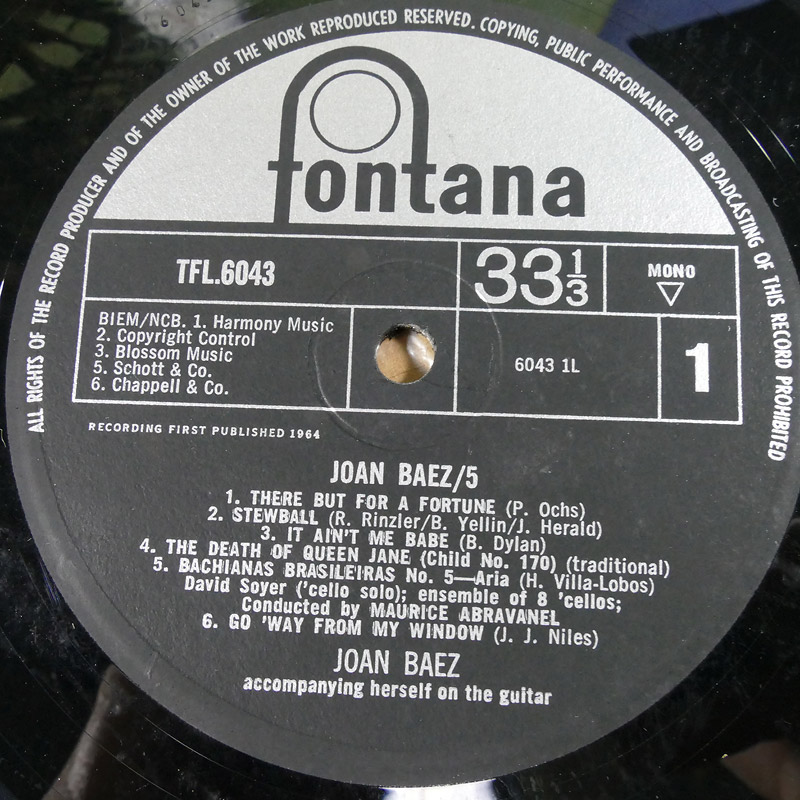 ALL RIGHTS OF THE RECORD PRODUCER AND OF THE OWNER OF THE WORK REPRODUCED RESERVED. COPYING, PUBLIC PERFORMANCE AND BROADCASTING OF THIS RECORD PROHIBITED
fontana
TFL.6043
33 1/3
MONO
BIEM/NCB. 1. Harmony Music
2. Copyright Control
3. Blossom Music
5. Schott & Co.
6. Chappell & Co.
6043 1L
1
RECORDING FIRST PUBLISHED 1964
JOAN BAEZ/5
1. THERE BUT FOR A FORTUNE (P. Ochs)
2. STEWBALL (R. Rinzler/B. Yellin/J. Herald)
3. IT AIN'T ME BABE (B. Dylan)
4. THE DEATH OF QUEEN JANE (Child No. 170) (traditional)
5. BACHIANAS BRASILEIRAS No. 5—Aria (H. Villa-Lobos)
David Soyer ('cello solo); ensemble of 8 'cellos;
Conducted by MAURICE ABRAVANEL
6. GO 'WAY FROM MY WINDOW (J. J. Niles)
JOAN BAEZ
accompanying herself on the guitar